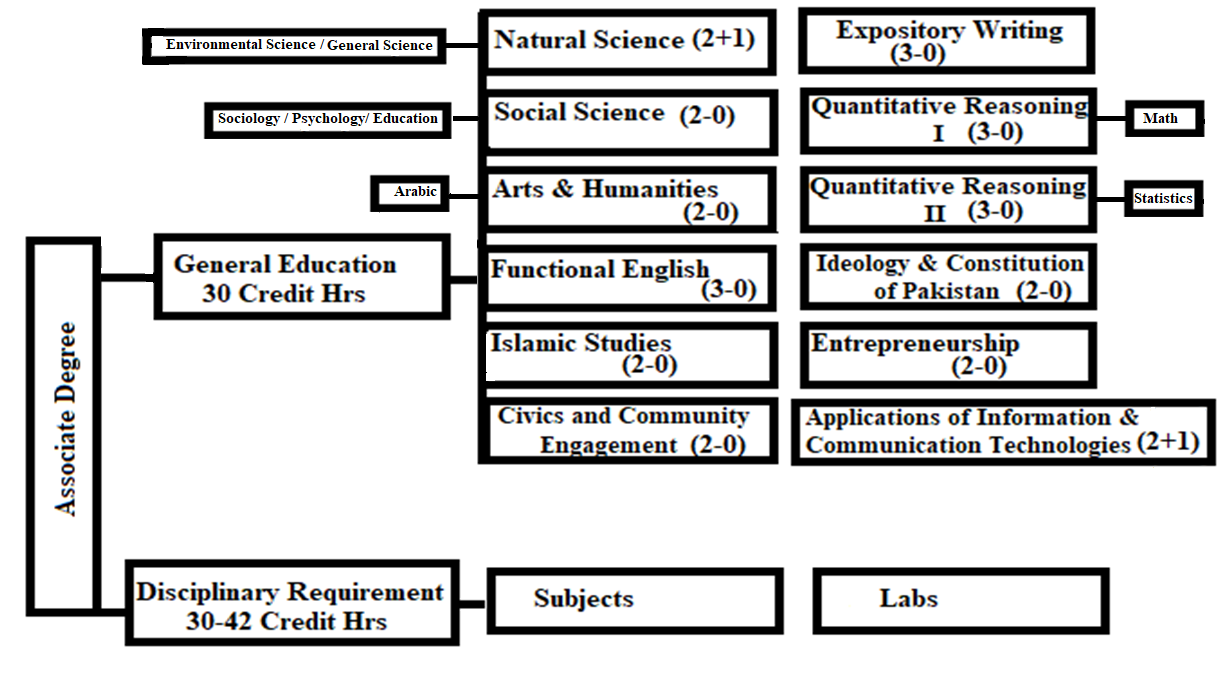 Environmental Science / General Science
Natural Science (2+1)
Expository Writing
(3-0)
Sociology / Psychology/ Education
Social Science (2-0)
Quantitative Reasoning
I (3-0)
Math
Arabic
Arts & Humanities
(2-0)
Quantitative Reasoning
II (3-0)
Statistics
Associate Degree
General Education
30 Credit Hrs
Functional English
(3-0)
Ideology & Constitution
of Pakistan (2-0)
Islamic Studies
(2-0)
Entrepreneurship
(2-0)
Civics and Community
Engagement (2-0)
Applications of Information &
Communication Technologies (2+1)
Disciplinary Requirement
30-42 Credit Hrs
Subjects
Labs